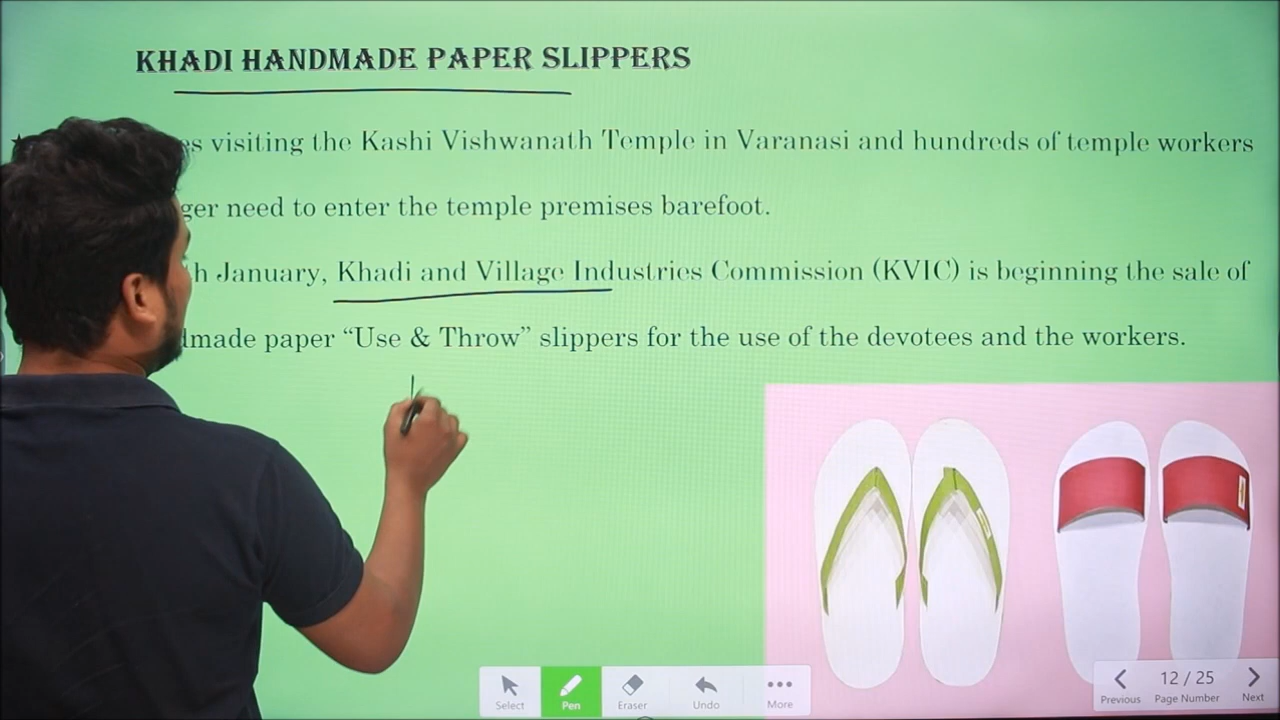 KHADI HANDMADE PAPER SLIPPERS
visiting the Kashi Vishwanath Temple in Varanasi and hundreds of temple workers
need to enter the temple premises barefoot.
January, Khadi and Village Industries Commission (KVIC) is beginning the sale of
paper “Use & Throw” slippers for the use of the devotees and the workers.
Select Pen Eraser Undo More
Previous 12 / 25 Page Number Next